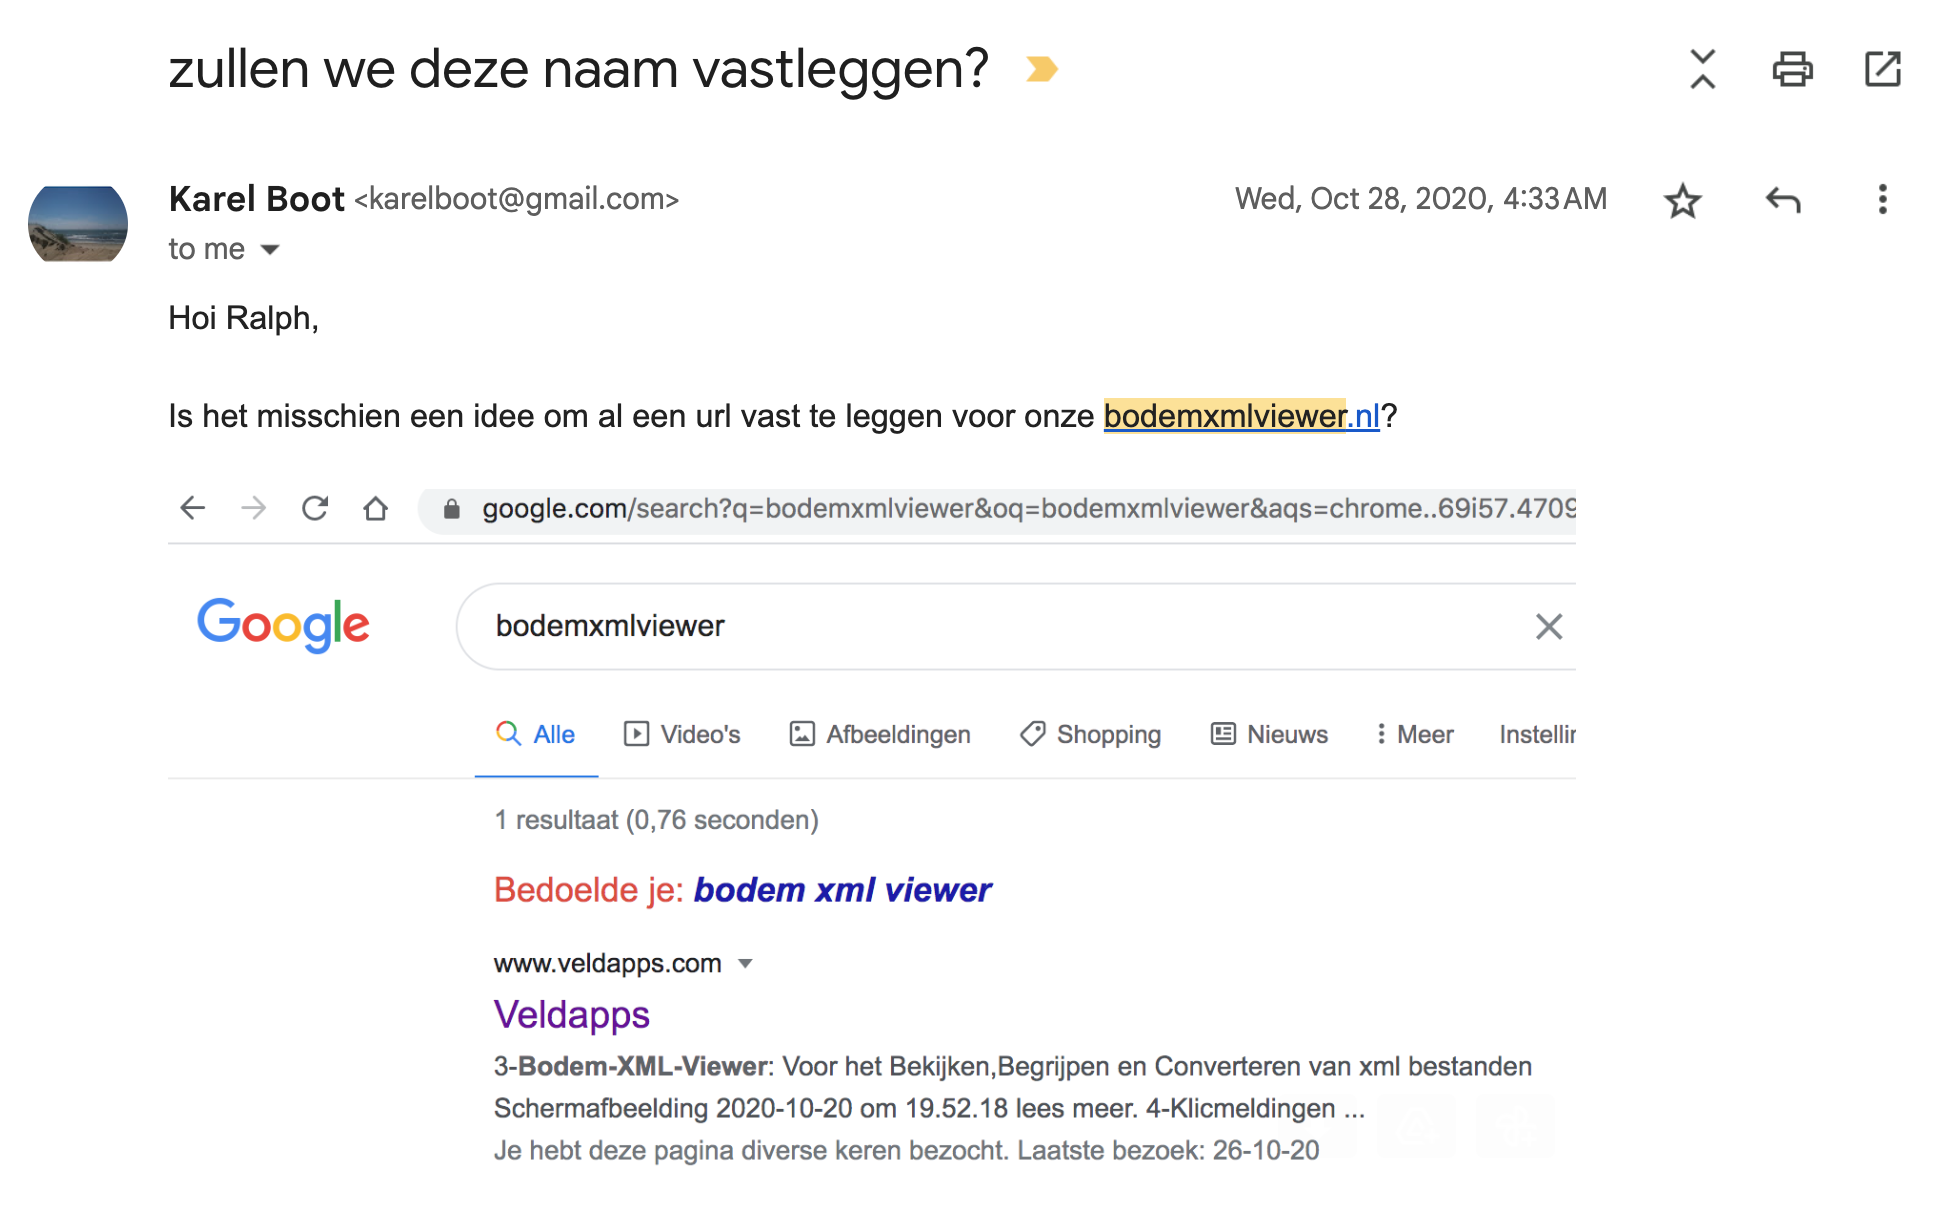 zullen we deze naam vastleggen?
Karel Boot <karelboot@gmail.com>
Wed, Oct 28, 2020, 4:33 AM
to me
Hoi Ralph,
Is het misschien een idee om al een url vast te leggen voor onze bodemxmlviewer.nl?
google.com/search?q=bodemxmlviewer&oq=bodemxmlviewer&aqs=chrome..69i57.4709
Google
bodemxmlviewer
Alle Video's Afbeeldingen Shopping Nieuws Meer Instellin
1 resultaat (0,76 seconden)
Bedoelde je: bodem xml viewer
www.veldapps.com
Veldapps
3-Bodem-XML-Viewer: Voor het Bekijken,Begrijpen en Converteren van xml bestanden
Schermafbeelding 2020-10-20 om 19.52.18 lees meer. 4-Klicmeldingen ...
Je hebt deze pagina diverse keren bezocht. Laatste bezoek: 26-10-20